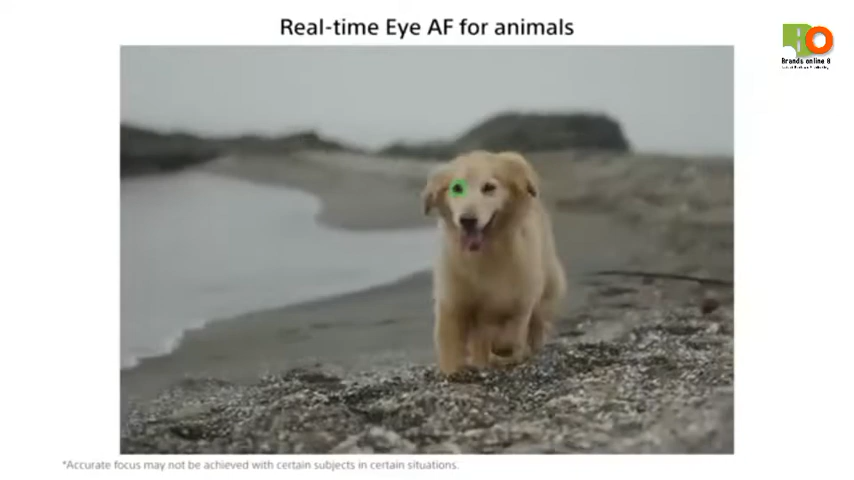 Real-time Eye AF for animals
BO
Brands online 8
*Accurate focus may not be achieved with certain subjects in certain situations.